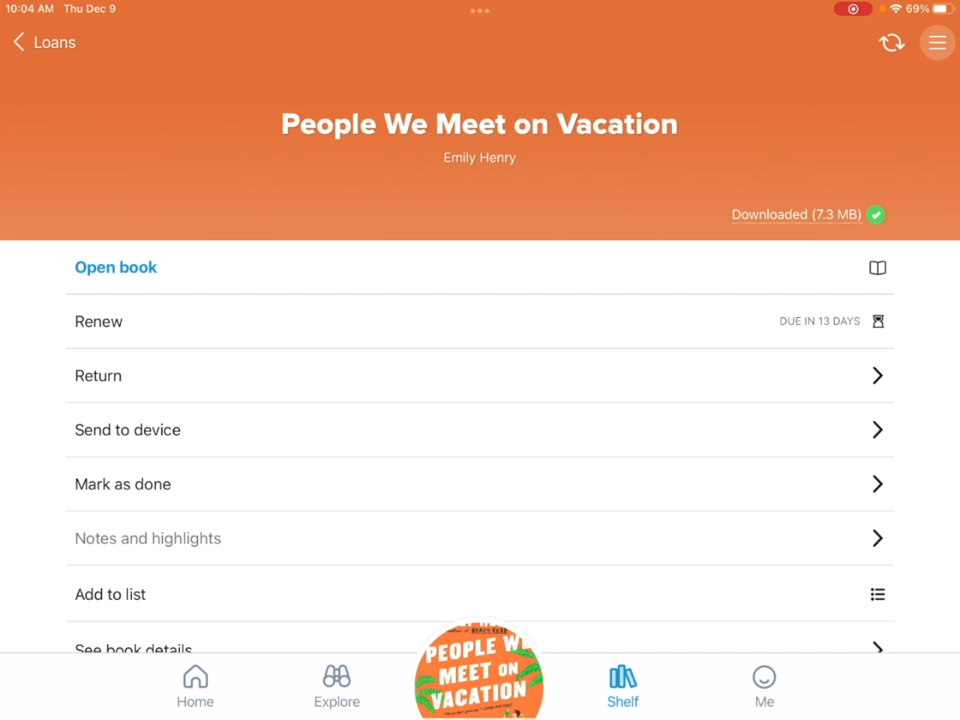 10:04 AM Thu Dec 9
69%
Loans
People We Meet on Vacation
Emily Henry
Downloaded (7.3 MB)
Open book
Renew
DUE IN 13 DAYS
Return
Send to device
Mark as done
Notes and highlights
Add to list
See book details
BEACH READ
PEOPLE WE
MEET ON
VACATION
Home
Explore
Shelf
Me